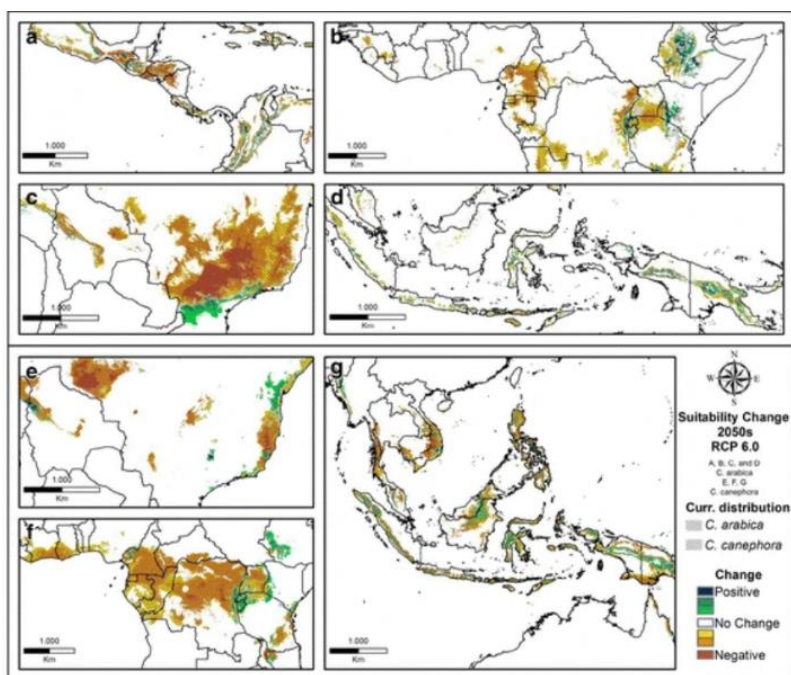 a
1.000
Km
b
1.000
Km
c
1.000
Km
d
1.000
Km
e
1.000
Km
f
1.000
Km
g
1.000
Km
N
W E
S
Suitability Change
2050s
RCP 6.0
A, B, C, and D
C. arabica
E, F, G
C. canephora
Curr. distribution
C. arabica
C. canephora
Change
Positive
No Change
Negative